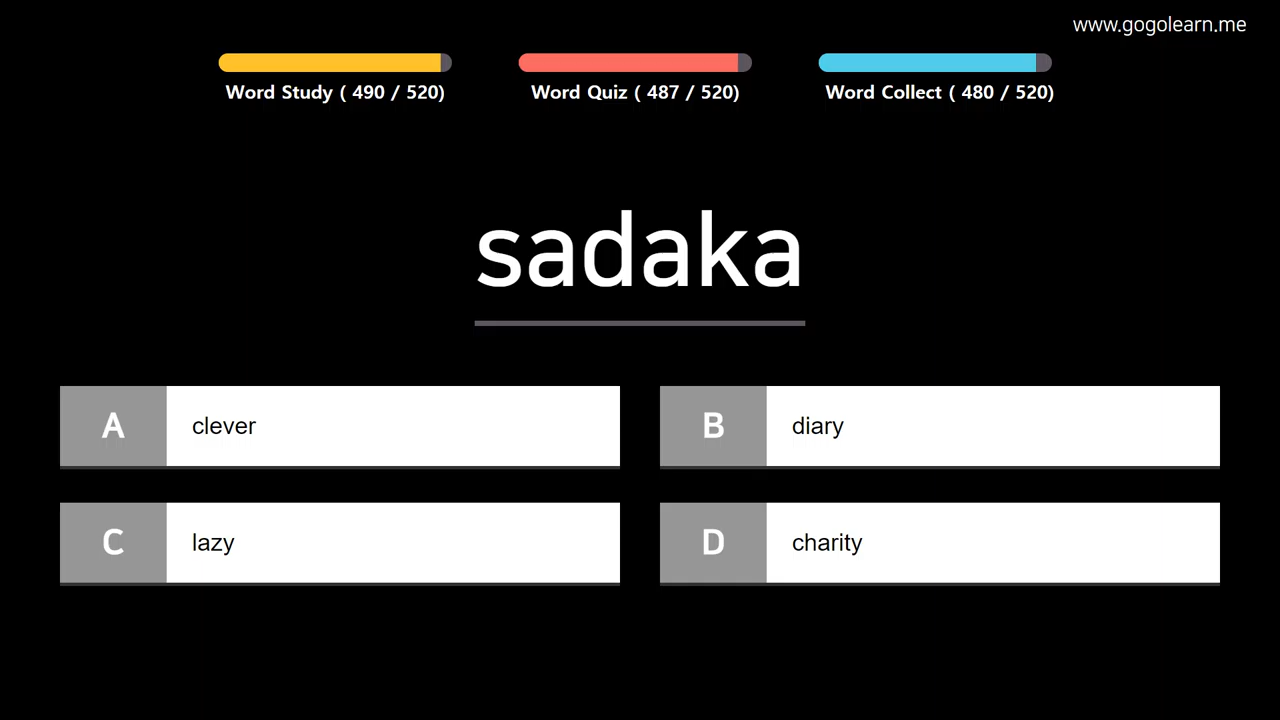 www.gogolearn.me
Word Study ( 490 / 520)
Word Quiz ( 487 / 520)
Word Collect ( 480 / 520)
sadaka
A clever
B diary
C lazy
D charity